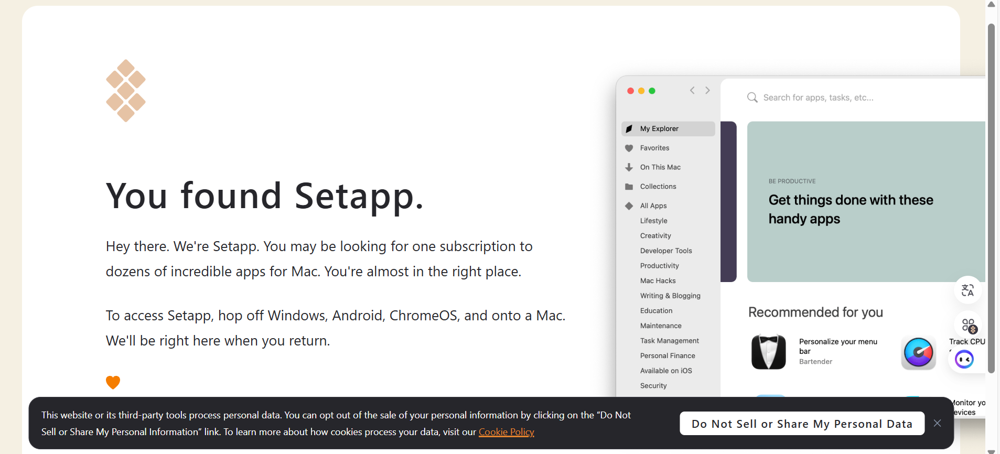 You found Setapp.
Hey there. We're Setapp. You may be looking for one subscription to
dozens of incredible apps for Mac. You're almost in the right place.
To access Setapp, hop off Windows, Android, ChromeOS, and onto a Mac.
We'll be right here when you return.
Search for apps, tasks, etc...
My Explorer
Favorites
On This Mac
Collections
All Apps
Lifestyle
Creativity
Developer Tools
Productivity
Mac Hacks
Writing & Blogging
Education
Maintenance
Task Management
Personal Finance
Available on iOS
Security
BE PRODUCTIVE
Get things done with these
handy apps
Recommended for you
Personalize your menu
bar
Bartender
Track CPU
This website or its third-party tools process personal data. You can opt out of the sale of your personal information by clicking on the “Do Not
Sell or Share My Personal Information” link. To learn more about how cookies process your data, visit our Cookie Policy
Do Not Sell or Share My Personal Data